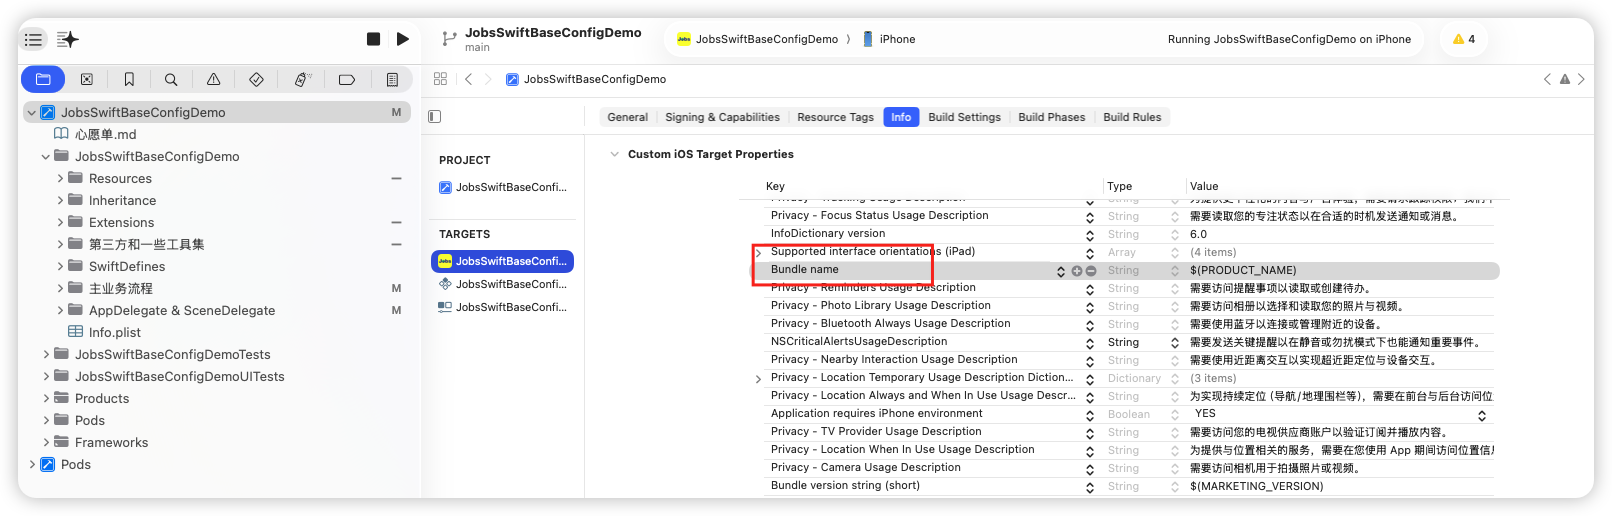 JobsSwiftBaseConfigDemo
main
JobsSwiftBaseConfigDemo
iPhone
Running JobsSwiftBaseConfigDemo on iPhone
4
JobsSwiftBaseConfigDemo
JobsSwiftBaseConfigDemo M
心愿单.md
JobsSwiftBaseConfigDemo
Resources
Inheritance
Extensions
第三方和一些工具集
SwiftDefines
主业务流程 M
AppDelegate & SceneDelegate M
Info.plist
JobsSwiftBaseConfigDemoTests
JobsSwiftBaseConfigDemoUITests
Products
Pods
Frameworks
Pods
General Signing & Capabilities Resource Tags Info Build Settings Build Phases Build Rules
PROJECT
JobsSwiftBaseConfi...
TARGETS
Jobs JobsSwiftBaseConfi...
JobsSwiftBaseConfi...
JobsSwiftBaseConfi...
Custom iOS Target Properties
Key Type Value
Privacy - Tracking Usage Description String
Privacy - Focus Status Usage Description String 需要读取您的专注状态以在合适的时机发送通知或消息。
InfoDictionary version String 6.0
Supported interface orientations (iPad) Array (4 items)
Bundle name String $(PRODUCT_NAME)
Privacy - Reminders Usage Description String 需要访问提醒事项以读取或创建待办。
Privacy - Photo Library Usage Description String 需要访问相册以选择和读取您的照片与视频。
Privacy - Bluetooth Always Usage Description String 需要使用蓝牙以连接或管理附近的设备。
NSCriticalAlertsUsageDescription String 需要发送关键提醒以在静音或勿扰模式下也能通知重要事件。
Privacy - Nearby Interaction Usage Description String 需要使用近距离交互以实现超近距定位与设备交互。
Privacy - Location Temporary Usage Description Diction... Dictionary (3 items)
Privacy - Location Always and When In Use Usage Descr... String 为实现持续定位 (导航/地理围栏等)，需要在前台与后台访问位
Application requires iPhone environment Boolean YES
Privacy - TV Provider Usage Description String 需要访问您的电视供应商账户以验证订阅并播放内容。
Privacy - Location When In Use Usage Description String 为提供与位置相关的服务，需要在您使用 App 期间访问位置信
Privacy - Camera Usage Description String 需要访问相机用于拍摄照片或视频。
Bundle version string (short) String $(MARKETING_VERSION)